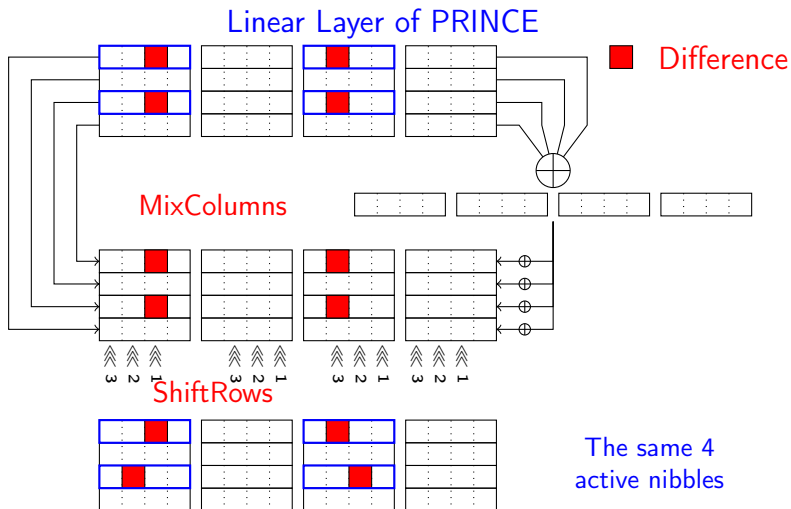 Linear Layer of PRINCE
Difference
MixColumns
3 2 1 3 2 1 3 2 1 3 2 1
ShiftRows
The same 4
active nibbles